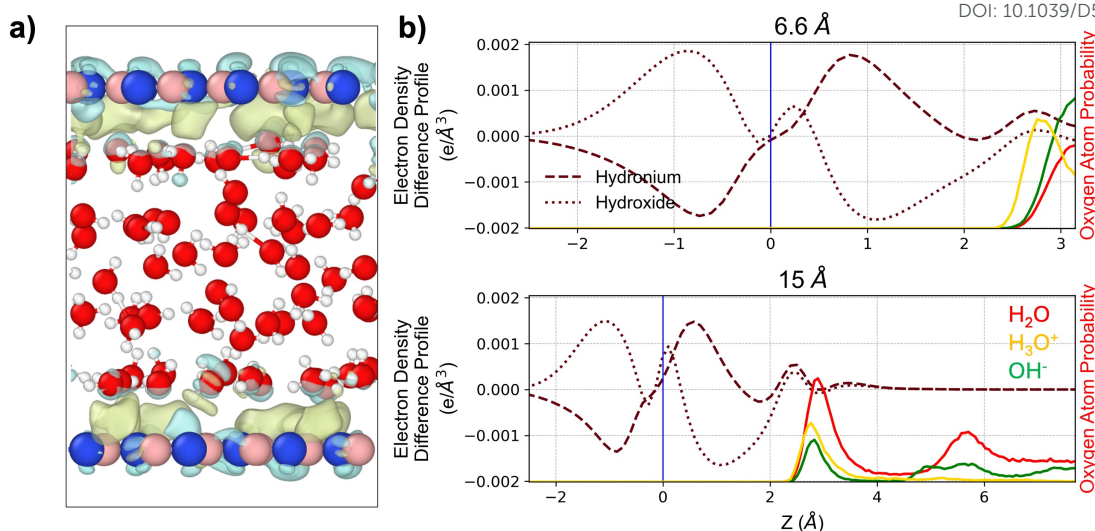 DOI: 10.1039/D5
a)
b)
6.6 Å
Electron Density
Difference Profile
(e/Å³)
0.002
0.001
0.000
−0.001
−0.002
Hydronium
Hydroxide
−2
−1
0
1
2
3
Oxygen Atom Probability
15 Å
Electron Density
Difference Profile
(e/Å³)
0.002
0.001
0.000
−0.001
−0.002
H₂O
H₃O⁺
OH⁻
−2
0
2
4
6
Z (Å)
Oxygen Atom Probability